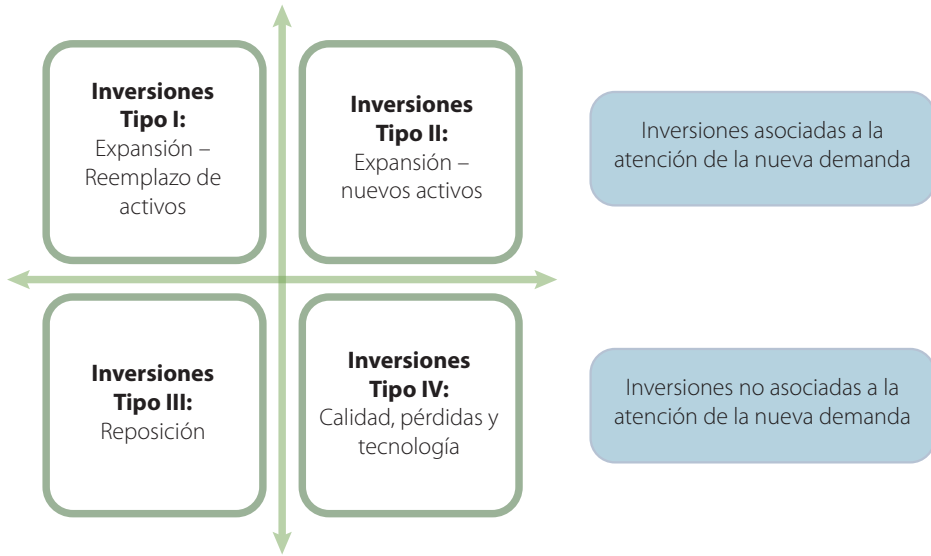 Inversiones
Tipo I:
Expansión –
Reemplazo de
activos
Inversiones
Tipo II:
Expansión –
nuevos activos
Inversiones asociadas a la
atención de la nueva demanda
Inversiones
Tipo III:
Reposición
Inversiones
Tipo IV:
Calidad, pérdidas y
tecnología
Inversiones no asociadas a la
atención de la nueva demanda